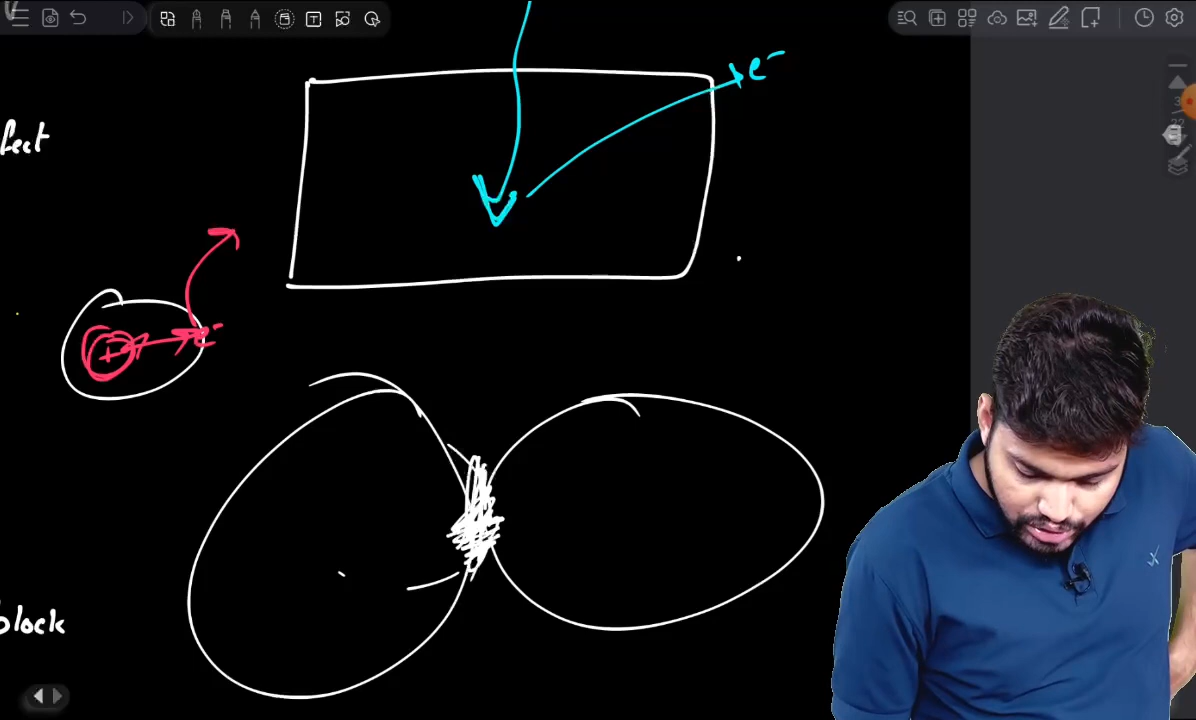 e⁻
fect
+ e⁻
block